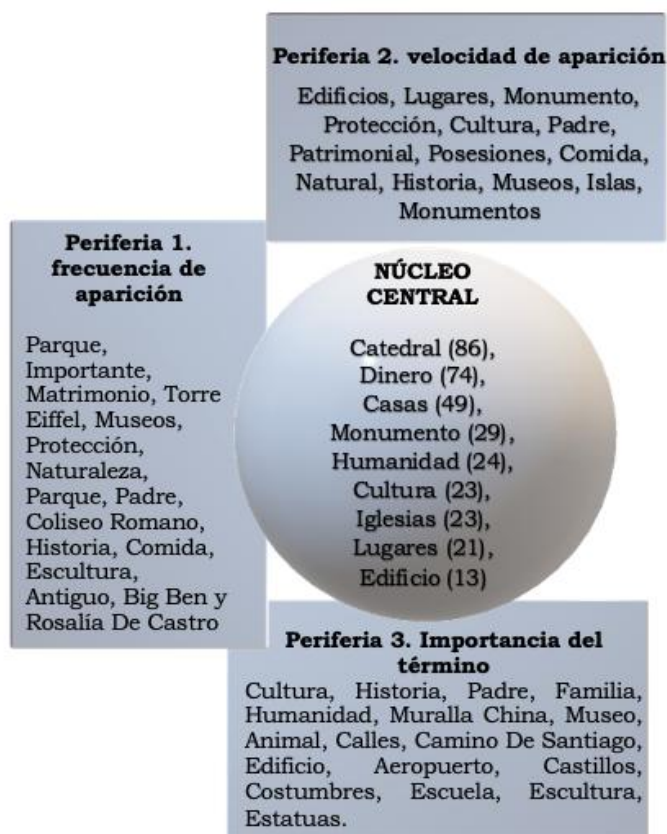 Periferia 2. velocidad de aparición
Edificios, Lugares, Monumento,
Protección, Cultura, Padre,
Patrimonial, Posesiones, Comida,
Natural, Historia, Museos, Islas,
Monumentos
Periferia 1.
frecuencia de
aparición
Parque,
Importante,
Matrimonio, Torre
Eiffel, Museos,
Protección,
Naturaleza,
Parque, Padre,
Coliseo Romano,
Historia, Comida,
Escultura,
Antiguo, Big Ben y
Rosalía De Castro
NÚCLEO
CENTRAL
Catedral (86),
Dinero (74),
Casas (49),
Monumento (29),
Humanidad (24),
Cultura (23),
Iglesias (23),
Lugares (21),
Edificio (13)
Periferia 3. Importancia del
término
Cultura, Historia, Padre, Familia,
Humanidad, Muralla China, Museo,
Animal, Calles, Camino De Santiago,
Edificio, Aeropuerto, Castillos,
Costumbres, Escuela, Escultura,
Estatuas.